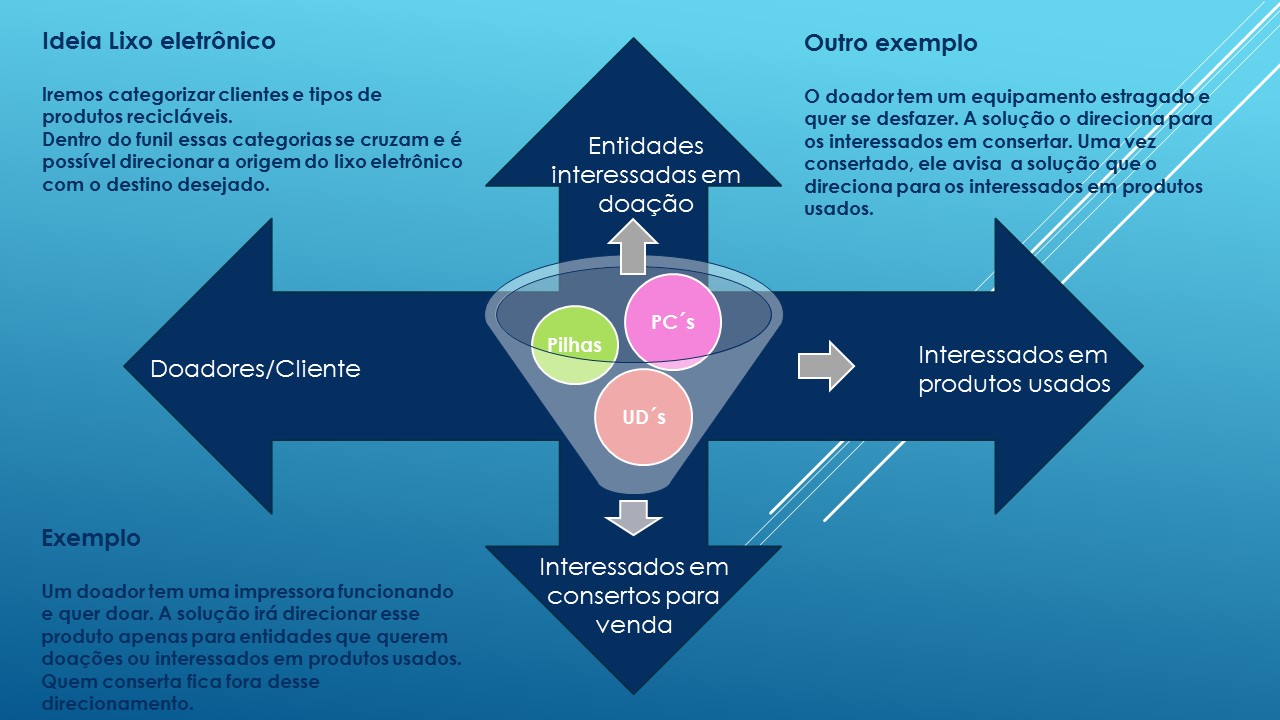 Ideia Lixo eletrônico
Iremos categorizar clientes e tipos de
produtos recicláveis.
Dentro do funil essas categorias se cruzam e é
possível direcionar a origem do lixo eletrônico
com o destino desejado.
Outro exemplo
O doador tem um equipamento estragado e
quer se desfazer. A solução o direciona para
os interessados em consertar. Uma vez
consertado, ele avisa  a solução que o
direciona para os interessados em produtos
usados.
Entidades
interessadas em
doação
PC´s
Pilhas
UD´s
Doadores/Cliente
Interessados em
produtos usados
Interessados em
consertos para
venda
Exemplo
Um doador tem uma impressora funcionando
e quer doar. A solução irá direcionar esse
produto apenas para entidades que querem
doações ou interessados em produtos usados.
Quem conserta fica fora desse
direcionamento.